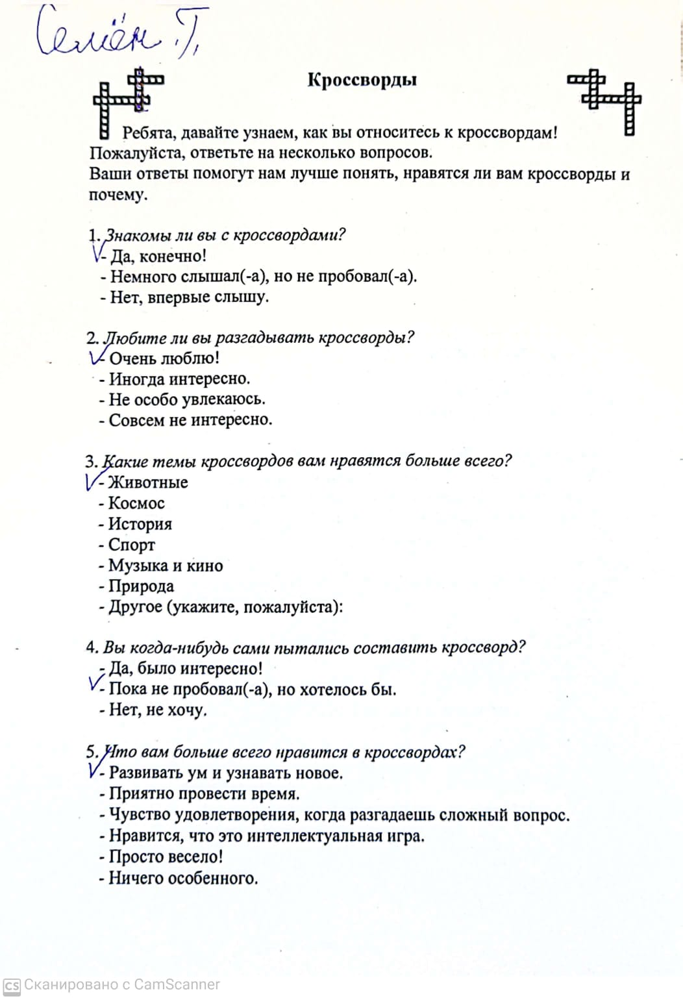 Семён Г.
Кроссворды
Ребята, давайте узнаем, как вы относитесь к кроссвордам!
Пожалуйста, ответьте на несколько вопросов.
Ваши ответы помогут нам лучше понять, нравятся ли вам кроссворды и
почему.
1. Знакомы ли вы с кроссвордами?
V- Да, конечно!
- Немного слышал(-а), но не пробовал(-а).
- Нет, впервые слышу.
2. Любите ли вы разгадывать кроссворды?
V- Очень люблю!
- Иногда интересно.
- Не особо увлекаюсь.
- Совсем не интересно.
3. Какие темы кроссвордов вам нравятся больше всего?
V- Животные
- Космос
- История
- Спорт
- Музыка и кино
- Природа
- Другое (укажите, пожалуйста):
4. Вы когда-нибудь сами пытались составить кроссворд?
- Да, было интересно!
V- Пока не пробовал(-а), но хотелось бы.
- Нет, не хочу.
5. Что вам больше всего нравится в кроссвордах?
V- Развивать ум и узнавать новое.
- Приятно провести время.
- Чувство удовлетворения, когда разгадаешь сложный вопрос.
- Нравится, что это интеллектуальная игра.
- Просто весело!
- Ничего особенного.
CS Сканировано с CamScanner